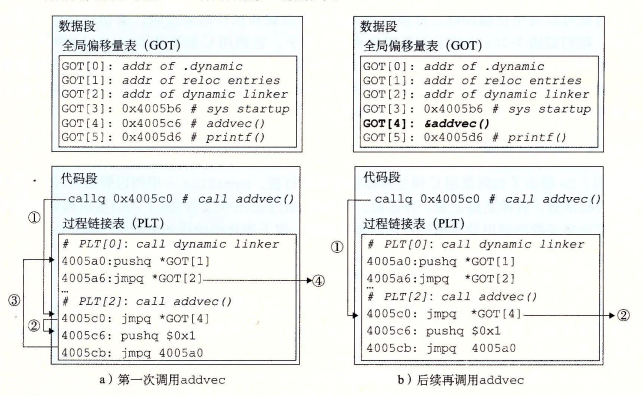 数据段
全局偏移量表（GOT）
GOT[0]: addr of .dynamic
GOT[1]: addr of reloc entries
GOT[2]: addr of dynamic linker
GOT[3]: 0x4005b6 # sys startup
GOT[4]: 0x4005c6 # addvec()
GOT[5]: 0x4005d6 # printf()
代码段
callq 0x4005c0 # call addvec()
①
过程链接表（PLT）
# PLT[0]: call dynamic linker
4005a0:pushq *GOT[1]
4005a6:jmpq *GOT[2]
④
…
③
# PLT[2]: call addvec()
②
4005c0: jmpq *GOT[4]
4005c6: pushq $0x1
4005cb: jmpq 4005a0
a）第一次调用addvec
数据段
全局偏移量表（GOT）
GOT[0]: addr of .dynamic
GOT[1]: addr of reloc entries
GOT[2]: addr of dynamic linker
GOT[3]: 0x4005b6 # sys startup
GOT[4]: &addvec()
GOT[5]: 0x4005d6 # printf()
代码段
callq 0x4005c0 # call addvec()
①
过程链接表（PLT）
# PLT[0]: call dynamic linker
4005a0:pushq *GOT[1]
4005a6:jmpq *GOT[2]
…
# PLT[2]: call addvec()
4005c0: jmpq *GOT[4]
②
4005c6: pushq $0x1
4005cb: jmpq 4005a0
b）后续再调用addvec